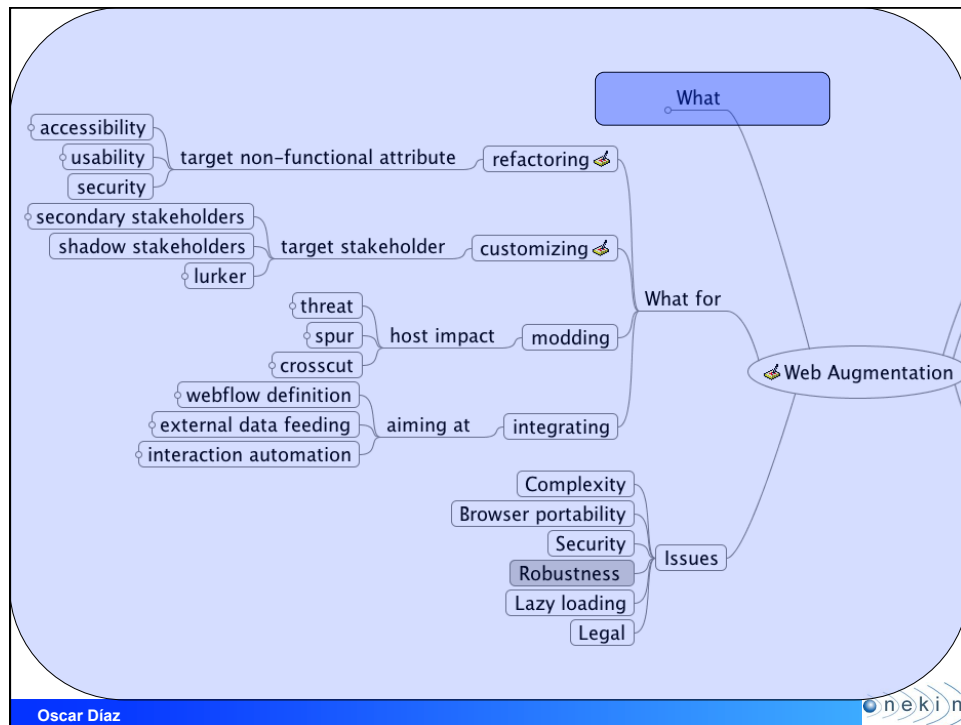 What
accessibility
usability
security
target non-functional attribute
refactoring
secondary stakeholders
shadow stakeholders
lurker
target stakeholder
customizing
What for
threat
spur
crosscut
host impact
modding
Web Augmentation
webflow definition
external data feeding
interaction automation
aiming at
integrating
Complexity
Browser portability
Security
Robustness
Lazy loading
Legal
Issues
Oscar Díaz
onekin